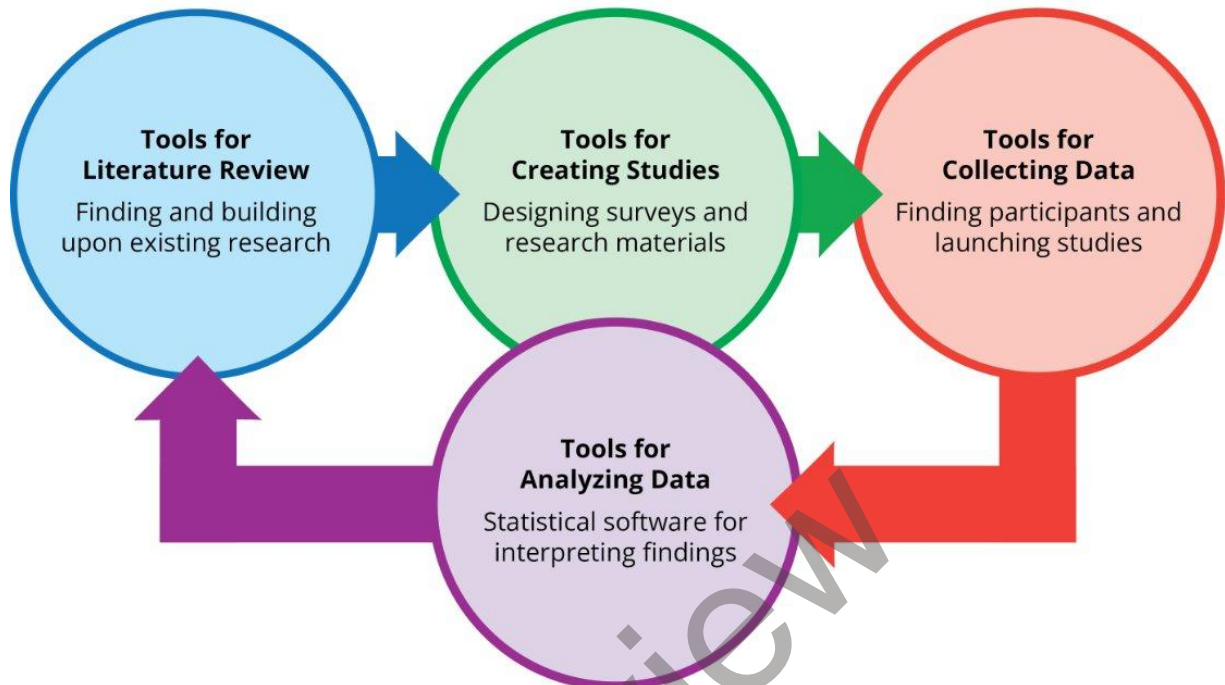 Tools for
Literature Review
Finding and building
upon existing research
Tools for
Creating Studies
Designing surveys and
research materials
Tools for
Collecting Data
Finding participants and
launching studies
Tools for
Analyzing Data
Statistical software for
interpreting findings